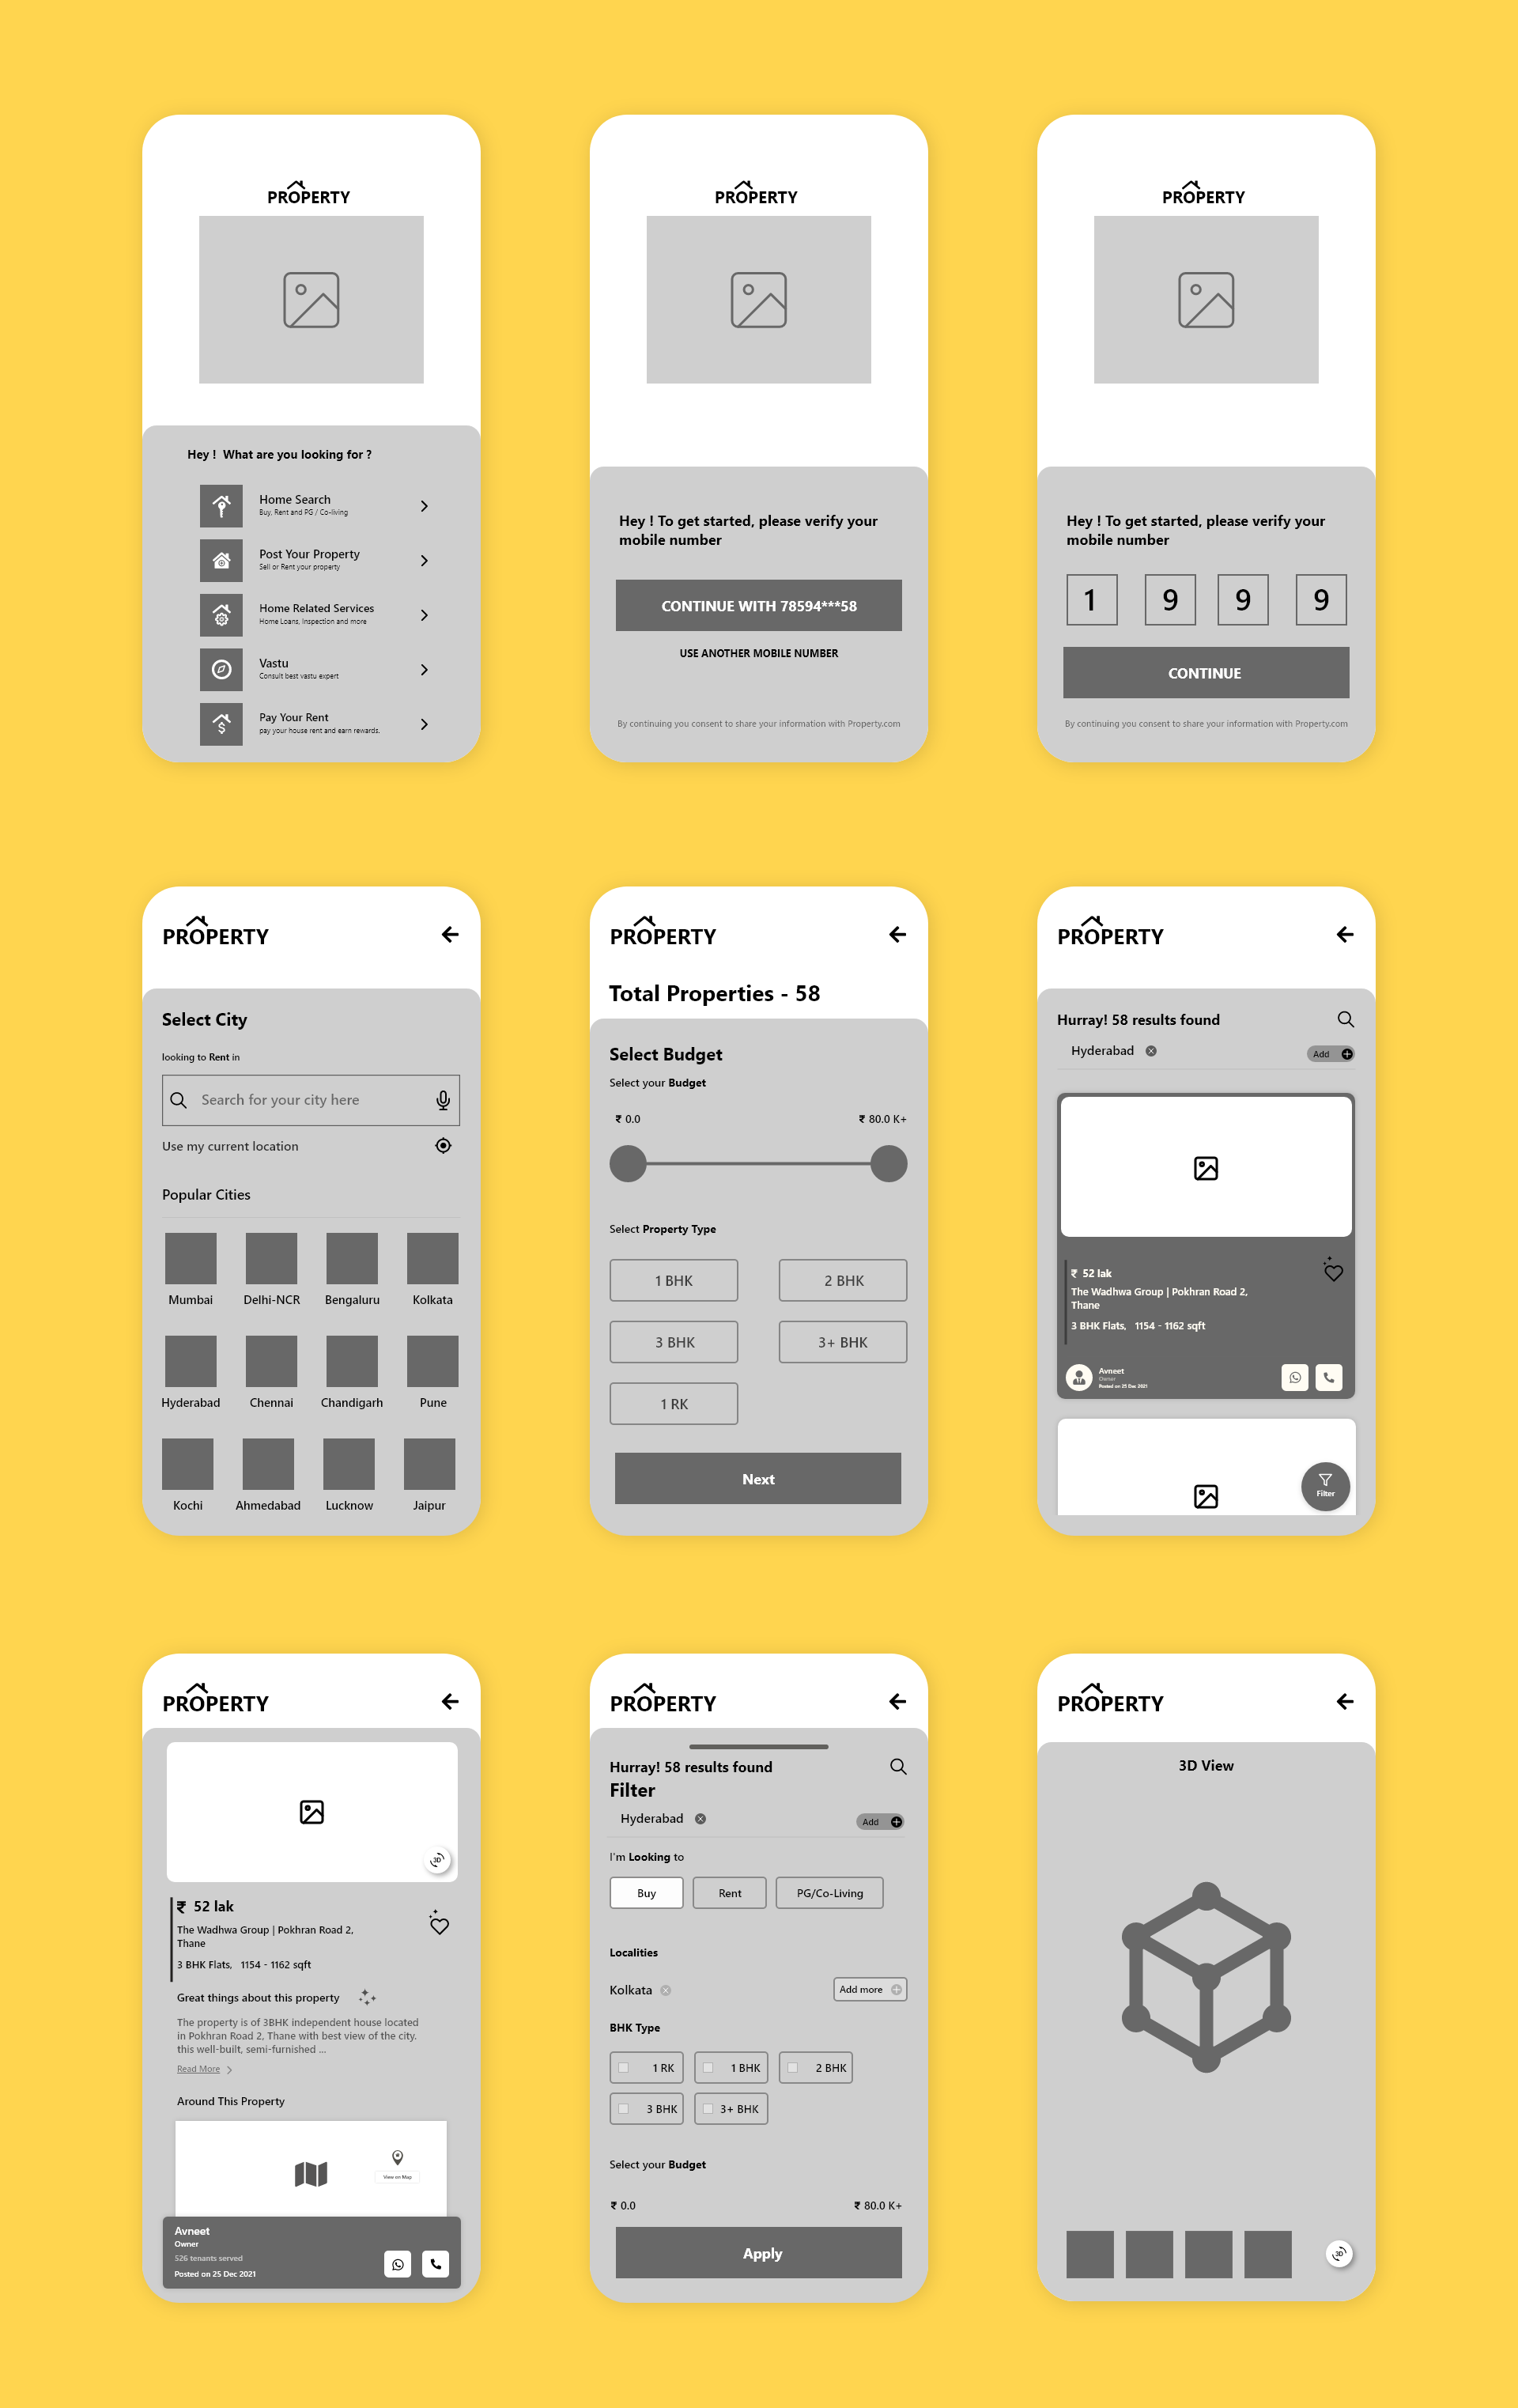 PROPERTY
Hey ! What are you looking for ?
Home Search
Buy, Rent and PG / Co-living
Post Your Property
Sell or Rent your property
Home Related Services
Home Loans, Inspection and more
Vastu
Consult best vastu expert
Pay Your Rent
pay your house rent and earn rewards.
PROPERTY
Hey ! To get started, please verify your
mobile number
CONTINUE WITH 78594***58
USE ANOTHER MOBILE NUMBER
By continuing you consent to share your information with Property.com
PROPERTY
Hey ! To get started, please verify your
mobile number
1 9 9 9
CONTINUE
By continuing you consent to share your information with Property.com
PROPERTY
Select City
looking to Rent in
Search for your city here
Use my current location
Popular Cities
Mumbai Delhi-NCR Bengaluru Kolkata
Hyderabad Chennai Chandigarh Pune
Kochi Ahmedabad Lucknow Jaipur
PROPERTY
Total Properties - 58
Select Budget
Select your Budget
₹ 0.0 ₹ 80.0 K+
Select Property Type
1 BHK 2 BHK
3 BHK 3+ BHK
1 RK
Next
PROPERTY
Hurray! 58 results found
Hyderabad Add
₹ 52 lak
The Wadhwa Group | Pokhran Road 2,
Thane
3 BHK Flats, 1154 - 1162 sqft
Avneet
Owner
Posted on 25 Dec 2021
Filter
PROPERTY
3D
₹ 52 lak
The Wadhwa Group | Pokhran Road 2,
Thane
3 BHK Flats, 1154 - 1162 sqft
Great things about this property
The property is of 3BHK independent house located
in Pokhran Road 2, Thane with best view of the city.
this well-built, semi-furnished ...
Read More
Around This Property
View on Map
Avneet
Owner
526 tenants served
Posted on 25 Dec 2021
PROPERTY
Hurray! 58 results found
Filter
Hyderabad Add
I'm Looking to
Buy Rent PG/Co-Living
Localities
Kolkata Add more
BHK Type
1 RK 1 BHK 2 BHK
3 BHK 3+ BHK
Select your Budget
₹ 0.0 ₹ 80.0 K+
Apply
PROPERTY
3D View
3D